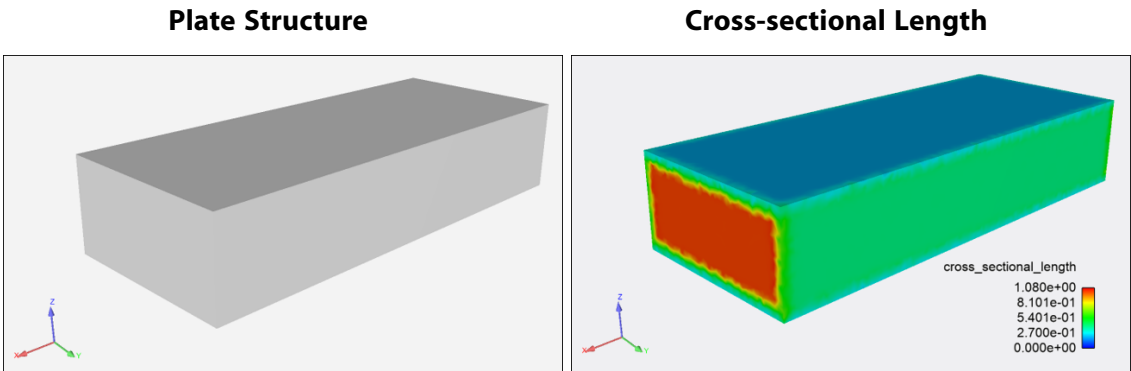 Plate Structure
Cross-sectional Length
Z
X
Y
Z
X
Y
cross_sectional_length
1.080e+00
8.101e-01
5.401e-01
2.700e-01
0.000e+00